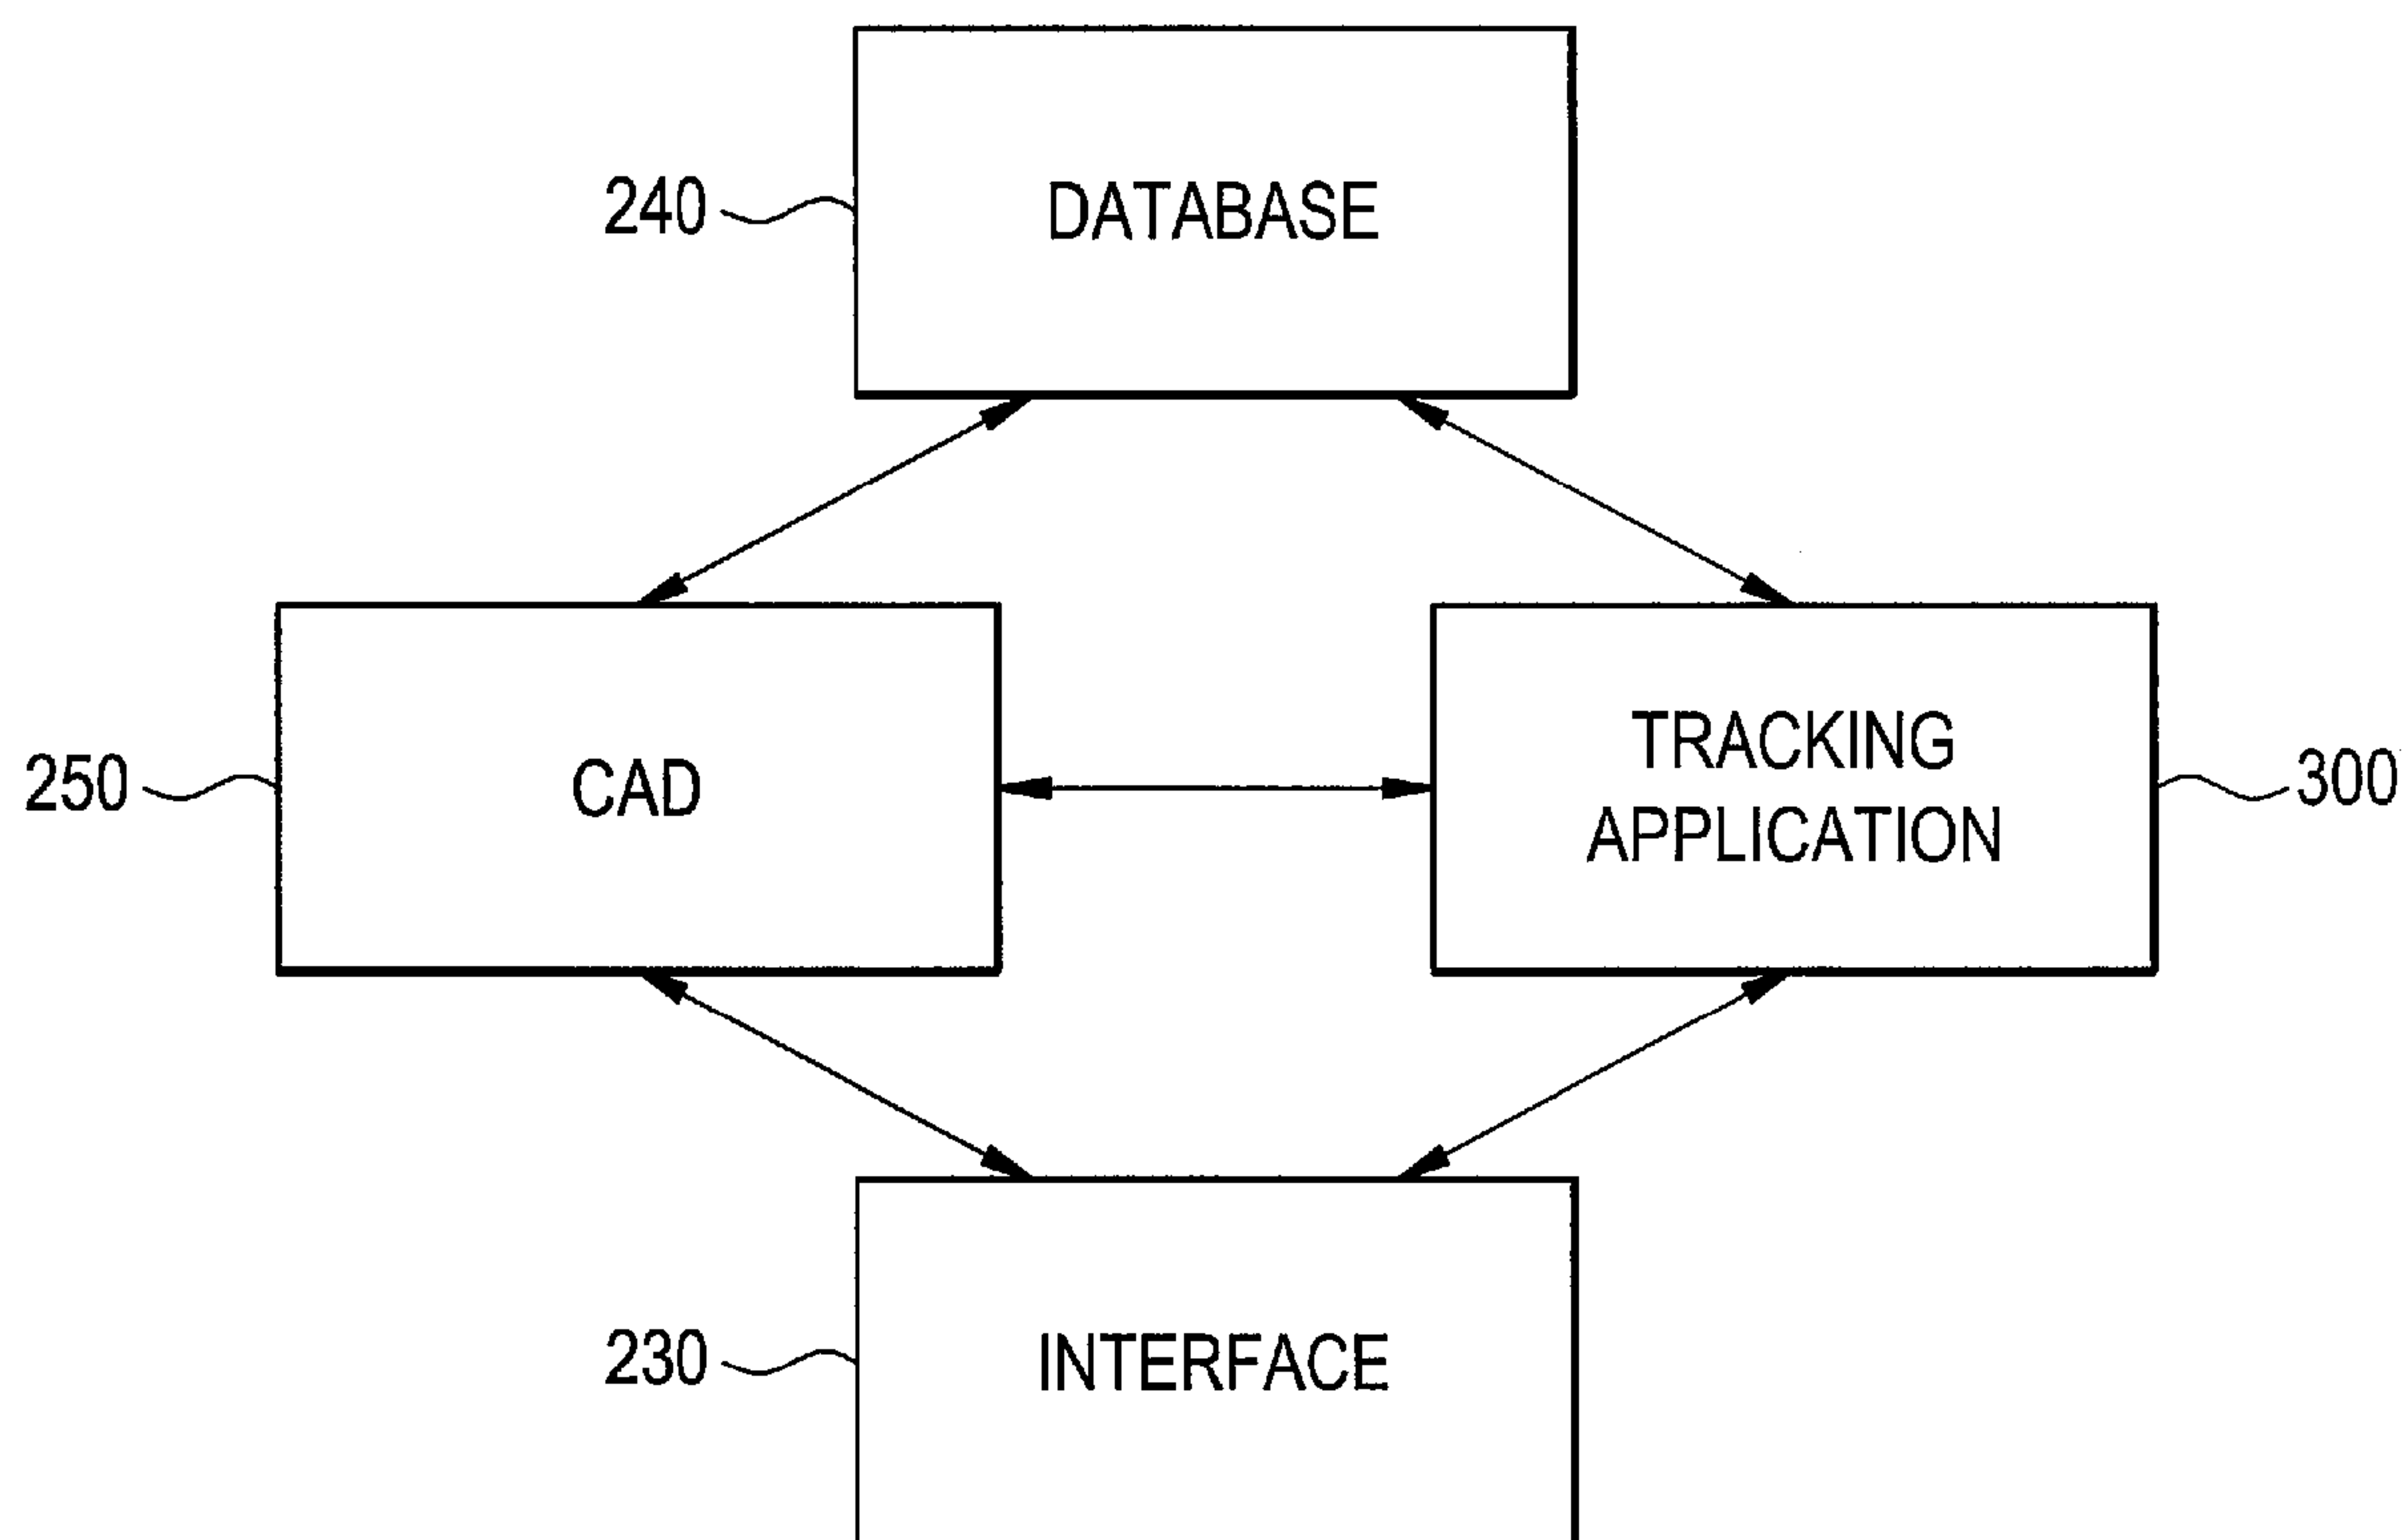 240
DATABASE
250
CAD
TRACKING
APPLICATION
300
230
INTERFACE